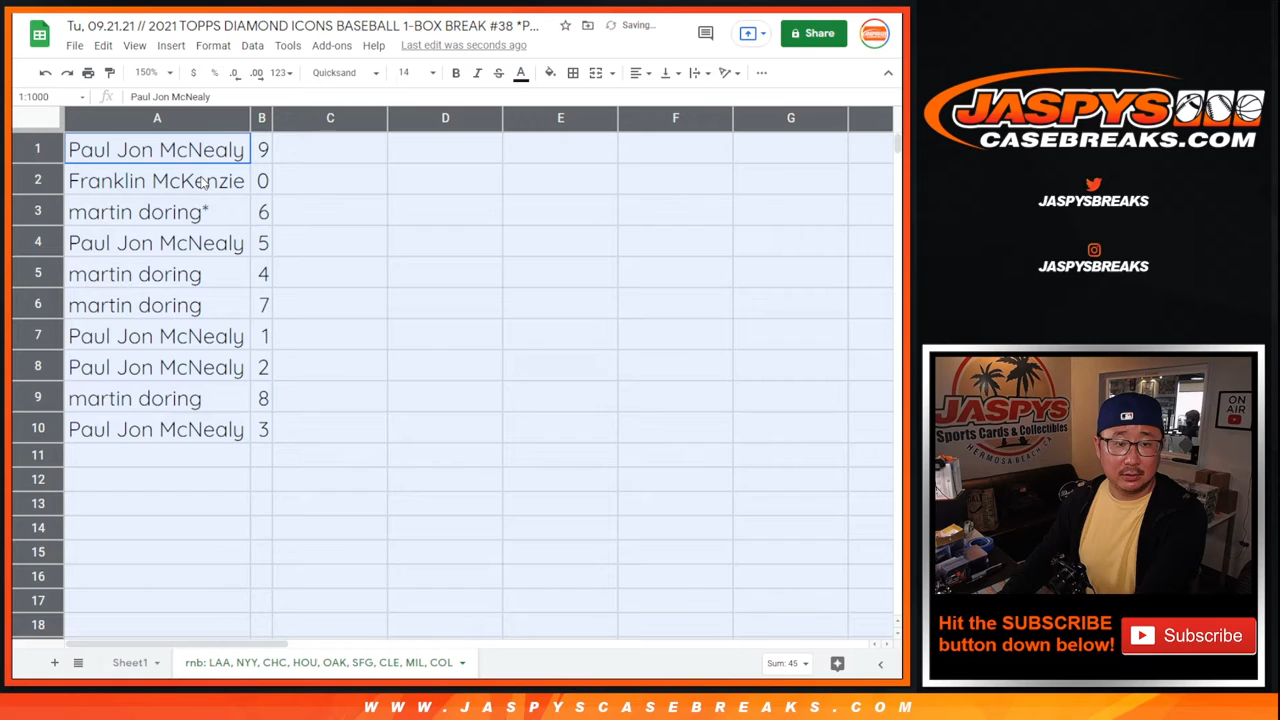 Tu, 09.21.21 // 2021 TOPPS DIAMOND ICONS BASEBALL 1-BOX BREAK #38 *P...
Saving...
Share
File Edit View Insert Format Data Tools Add-ons Help Last edit was seconds ago
150% $ % .0 .00 123 Quicksand 14 B I S A
1:1000 fx Paul Jon McNealy
A B C D E F G
1 Paul Jon McNealy 9
2 Franklin McKenzie 0
3 martin doring* 6
4 Paul Jon McNealy 5
5 martin doring 4
6 martin doring 7
7 Paul Jon McNealy 1
8 Paul Jon McNealy 2
9 martin doring 8
10 Paul Jon McNealy 3
11
12
13
14
15
16
17
18
Sheet1 rnb: LAA, NYY, CHC, HOU, OAK, SFG, CLE, MIL, COL Sum: 45
JASPYS
CASEBREAKS.COM
JASPYSBREAKS
JASPYSBREAKS
JASPYS
Sports Cards & Collectibles
HERMOSA BEACH, CA
ON AIR
Hit the SUBSCRIBE
button down below!
Subscribe
WWW.JASPYSCASEBREAKS.COM